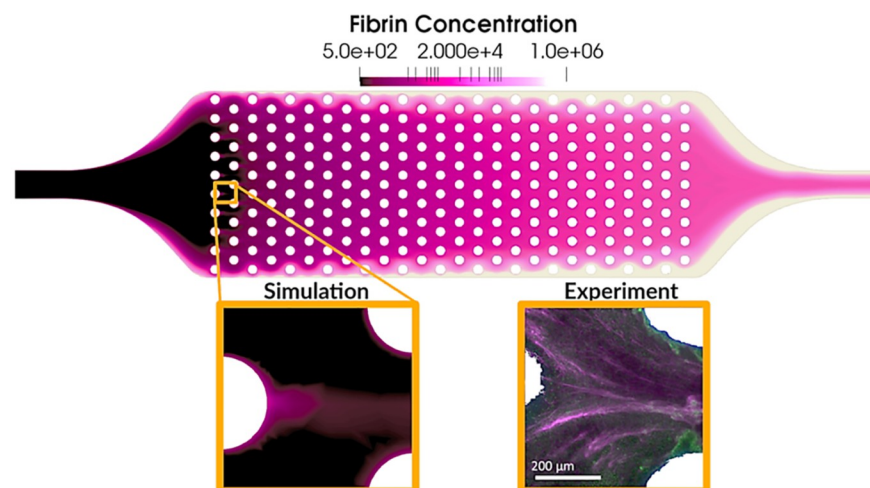 Fibrin Concentration
5.0e+02 2.000e+4 1.0e+06
Simulation
Experiment
200 µm